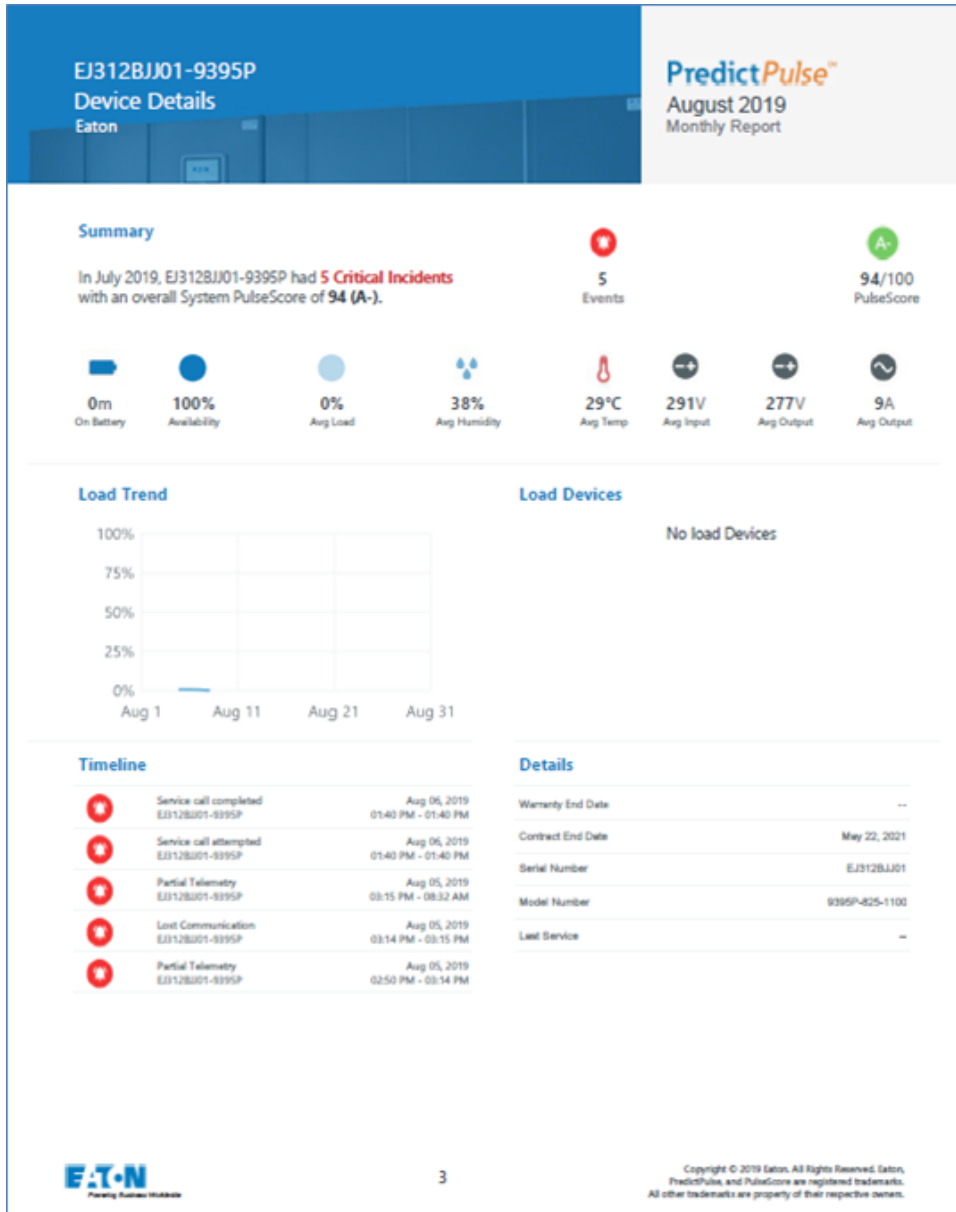 EJ312BJJ01-9395P
Device Details
Eaton
PredictPulse™
August 2019
Monthly Report
Summary
In July 2019, EJ312BJJ01-9395P had 5 Critical Incidents
with an overall System PulseScore of 94 (A-).
5
Events
A-
94/100
PulseScore
0m
On Battery
100%
Availability
0%
Avg Load
38%
Avg Humidity
29°C
Avg Temp
291V
Avg Input
277V
Avg Output
9A
Avg Output
Load Trend
100%
75%
50%
25%
0%
Aug 1 Aug 11 Aug 21 Aug 31
Load Devices
No load Devices
Timeline
Service call completed Aug 06, 2019
EJ312BJJ01-9395P 01:40 PM - 01:40 PM
Service call attempted Aug 06, 2019
EJ312BJJ01-9395P 01:40 PM - 01:40 PM
Partial Telemetry Aug 05, 2019
EJ312BJJ01-9395P 03:15 PM - 08:32 AM
Lost Communication Aug 05, 2019
EJ312BJJ01-9395P 03:14 PM - 03:15 PM
Partial Telemetry Aug 05, 2019
EJ312BJJ01-9395P 02:50 PM - 03:14 PM
Details
Warranty End Date --
Contract End Date May 22, 2021
Serial Number EJ312BJJ01
Model Number 9395P-825-1100
Last Service --
EATON
Powering Business Worldwide
3
Copyright © 2019 Eaton. All Rights Reserved. Eaton,
PredictPulse, and PulseScore are registered trademarks.
All other trademarks are property of their respective owners.